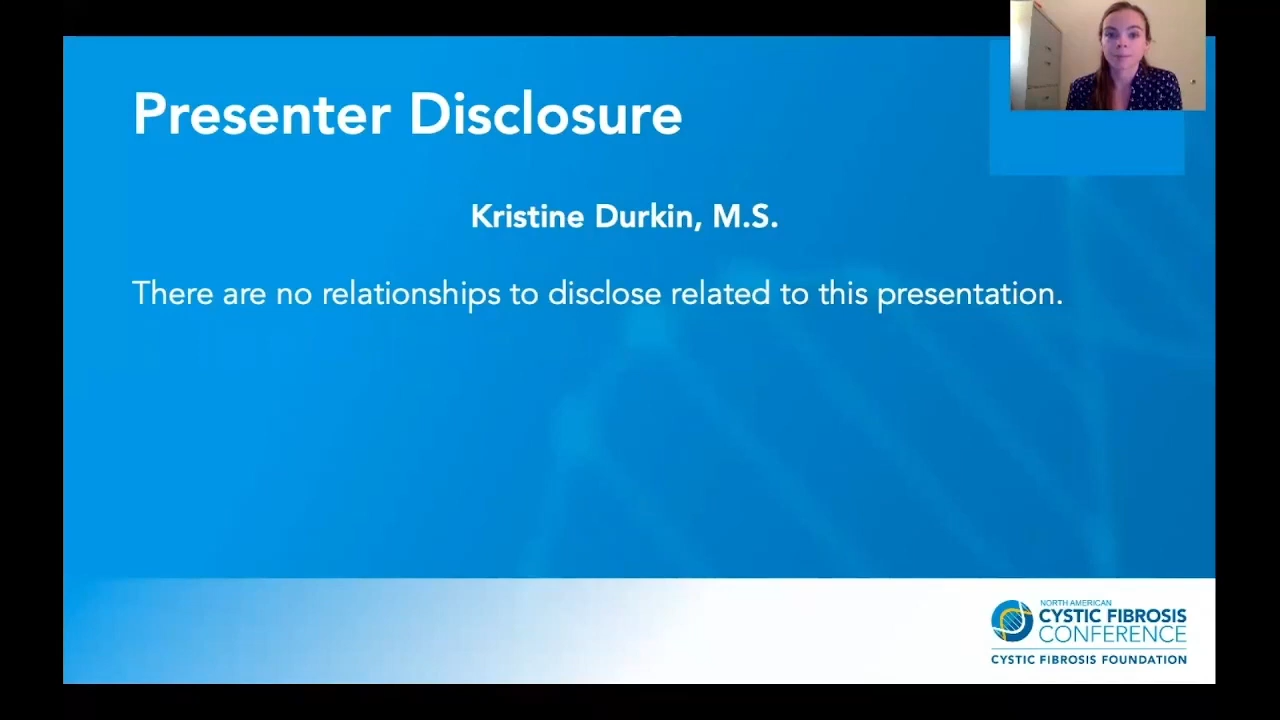 Presenter Disclosure
Kristine Durkin, M.S.
There are no relationships to disclose related to this presentation.
NORTH AMERICAN
CYSTIC FIBROSIS
CONFERENCE
CYSTIC FIBROSIS FOUNDATION